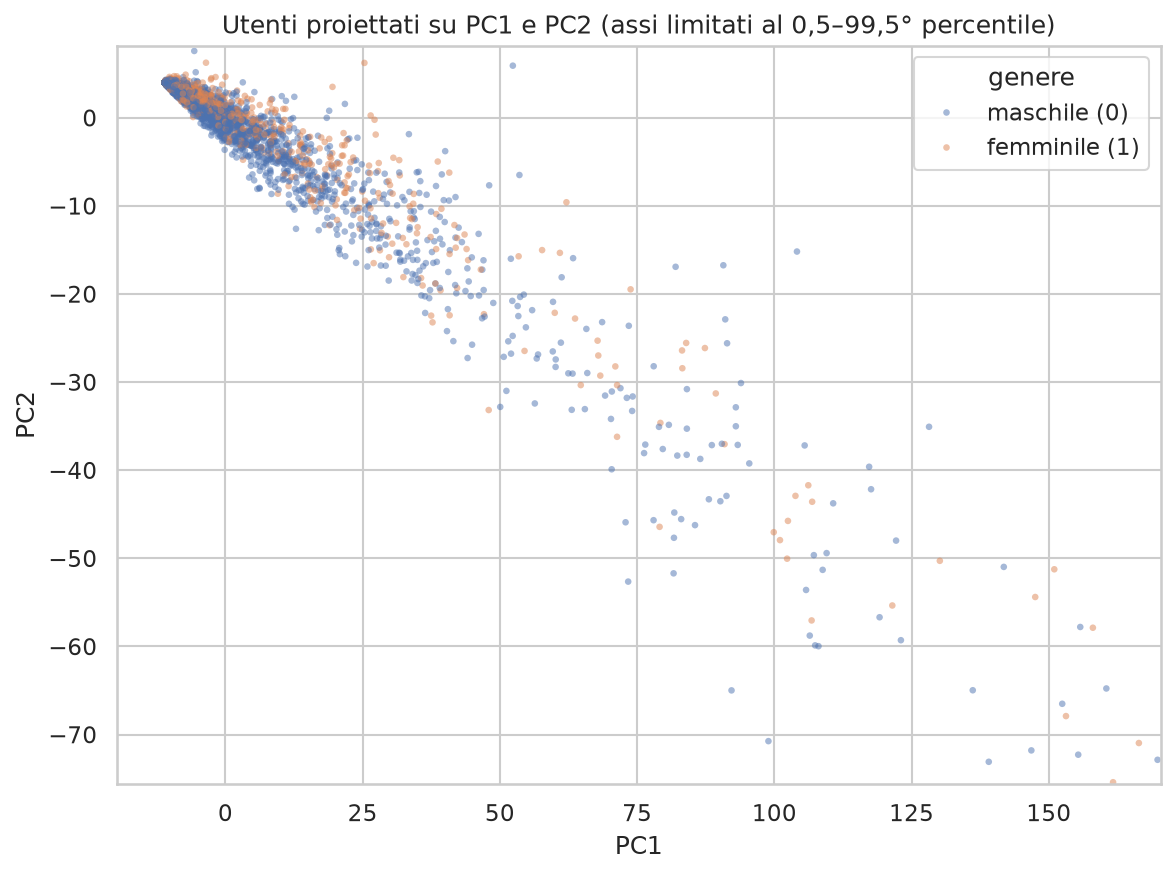 Utenti proiettati su PC1 e PC2 (assi limitati al 0,5–99,5° percentile)
genere
maschile (0)
femminile (1)
PC2
0
−10
−20
−30
−40
−50
−60
−70
0 25 50 75 100 125 150
PC1